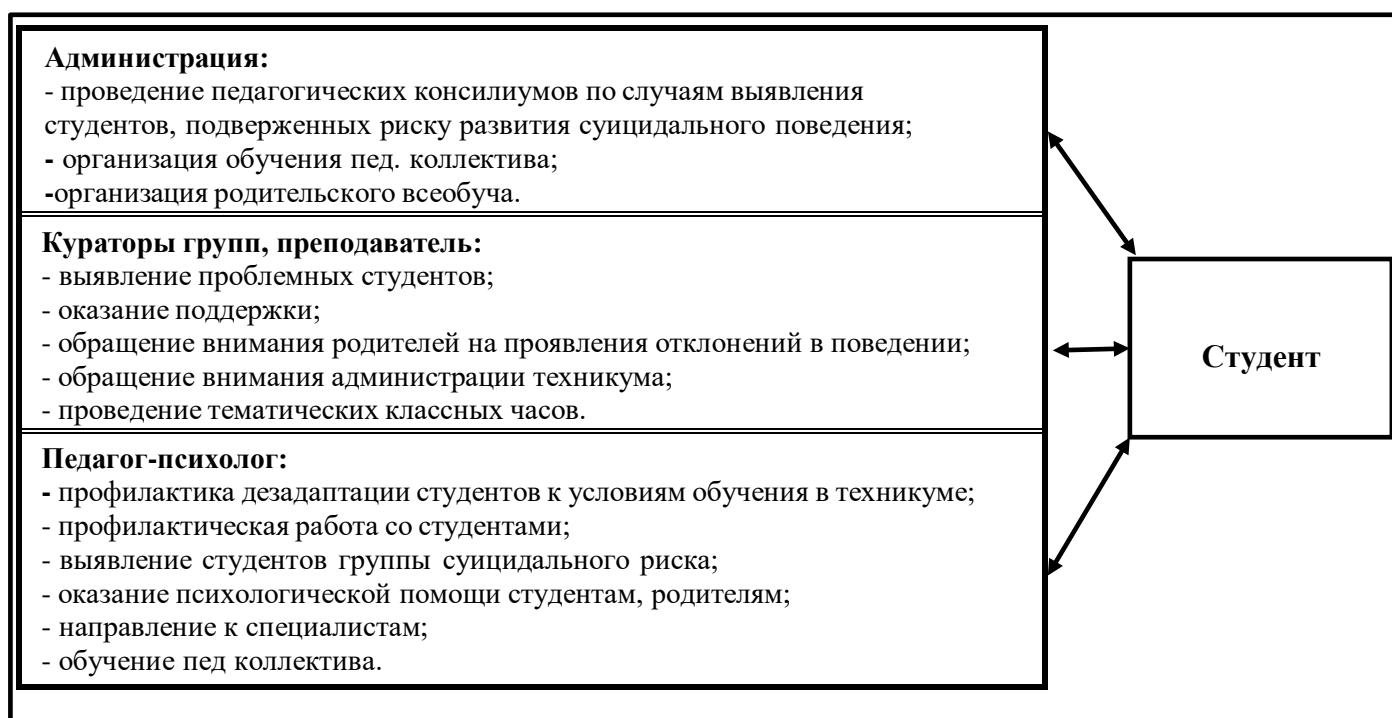 Администрация:
- проведение педагогических консилиумов по случаям выявления
студентов, подверженных риску развития суицидального поведения;
- организация обучения пед. коллектива;
-организация родительского всеобуча.
Кураторы групп, преподаватель:
- выявление проблемных студентов;
- оказание поддержки;
- обращение внимания родителей на проявления отклонений в поведении;
- обращение внимания администрации техникума;
- проведение тематических классных часов.
Педагог-психолог:
- профилактика дезадаптации студентов к условиям обучения в техникуме;
- профилактическая работа со студентами;
- выявление студентов группы суицидального риска;
- оказание психологической помощи студентам, родителям;
- направление к специалистам;
- обучение пед коллектива.
Студент